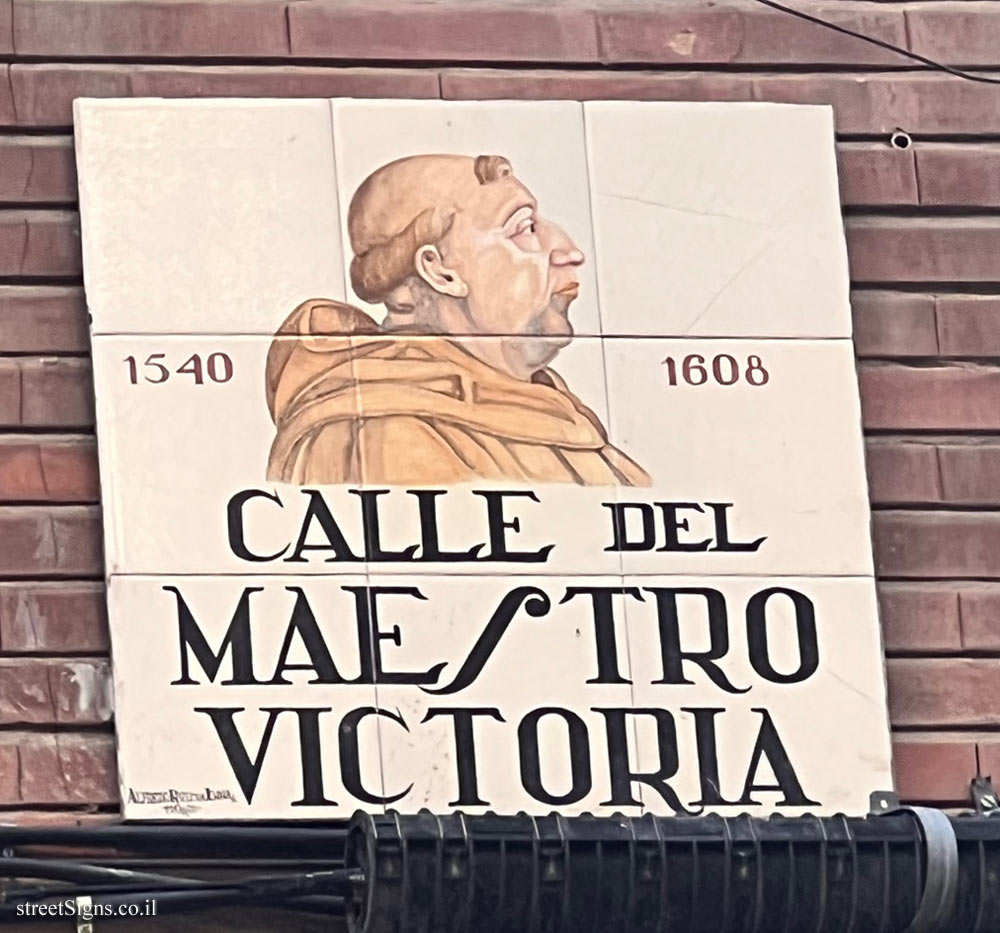 1540 1608
CALLE DEL
MAESTRO
VICTORIA
streetSigns.co.il